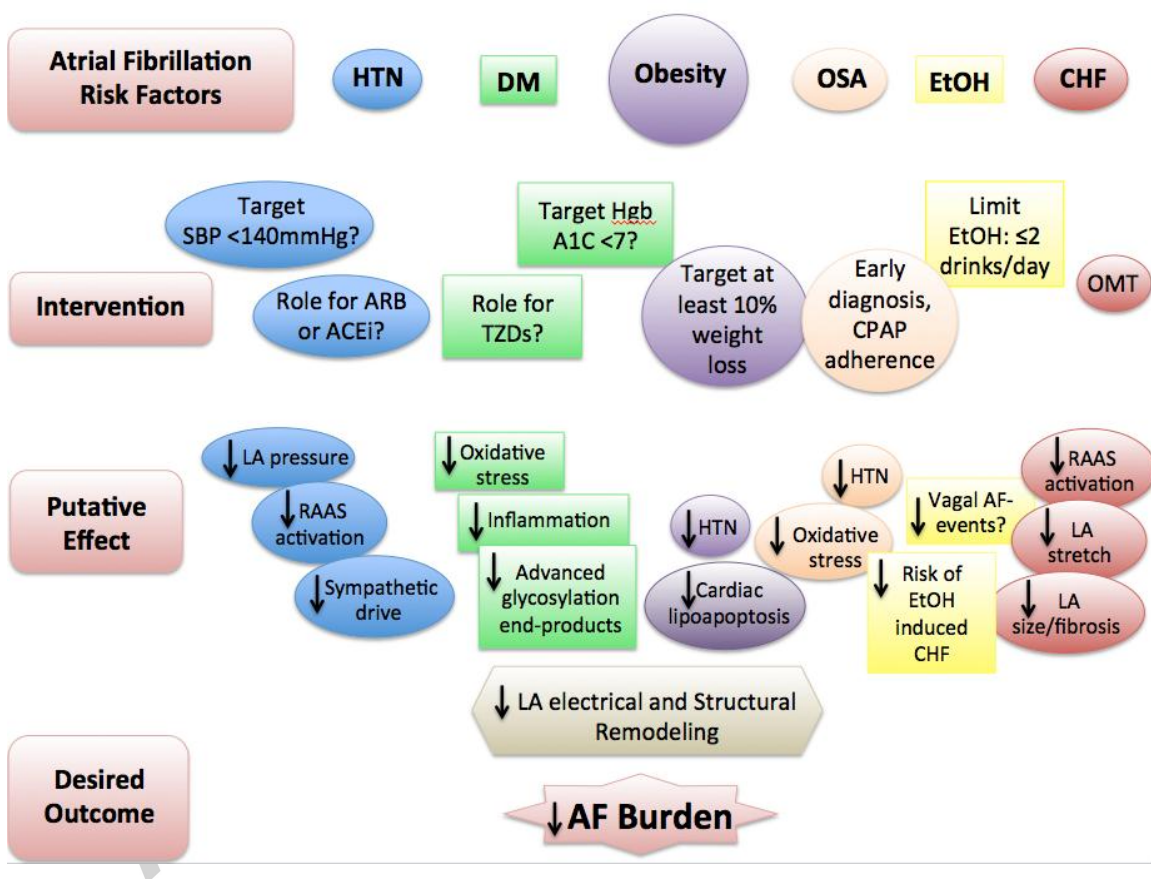 Atrial Fibrillation
Risk Factors
HTN
DM
Obesity
OSA
EtOH
CHF
Intervention
Target
SBP <140mmHg?
Role for ARB
or ACEi?
Target Hgb
A1C <7?
Role for
TZDs?
Target at
least 10%
weight
loss
Early
diagnosis,
CPAP
adherence
Limit
EtOH: ≤2
drinks/day
OMT
Putative
Effect
↓ LA pressure
↓ RAAS
activation
↓ Sympathetic
drive
↓ Oxidative
stress
↓ Inflammation
↓ Advanced
glycosylation
end-products
↓ HTN
↓ Cardiac
lipoapoptosis
↓ HTN
↓ Oxidative
stress
↓ Vagal AF-
events?
↓ Risk of
EtOH
induced
CHF
↓ RAAS
activation
↓ LA
stretch
↓ LA
size/fibrosis
↓ LA electrical and Structural
Remodeling
Desired
Outcome
↓ AF Burden